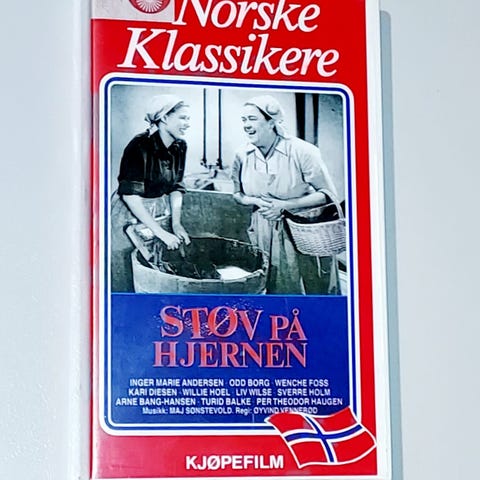 Norske
Klassikere
STØV PÅ
HJERNEN
INGER MARIE ANDERSEN · ODD BORG · WENCHE FOSS
KARI DIESEN · WILLIE HOEL · LIV WILSE · SVERRE HOLM
ARNE BANG-HANSEN · TURID BALKE · PER THEODOR HAUGEN
Musikk: MAJ SØNSTEVOLD. Regi: ØYVIND VENNERØD
KJØPEFILM